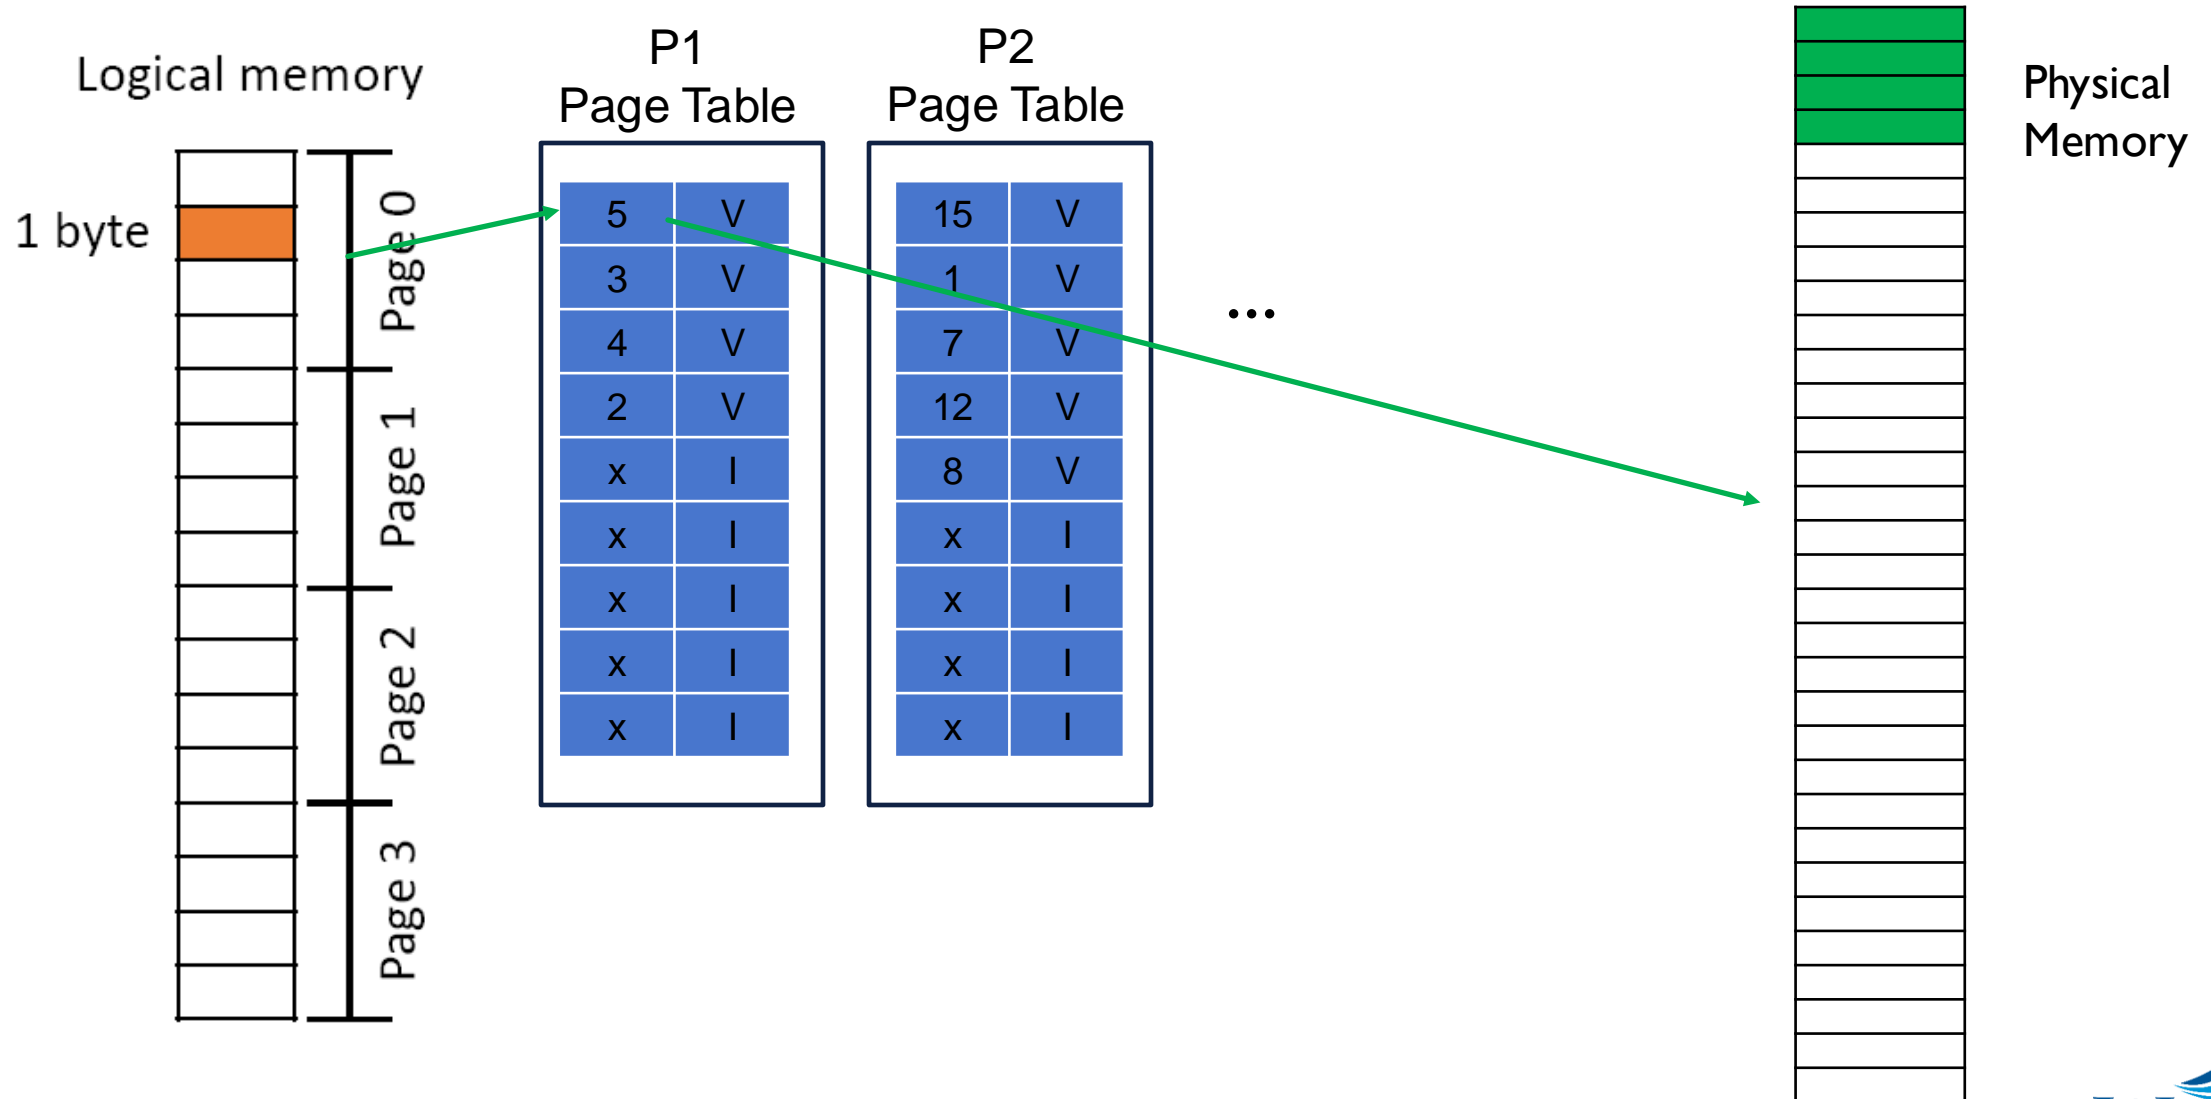 Logical memory
1 byte
Page 0
Page 1
Page 2
Page 3
P1
Page Table
5 V
3 V
4 V
2 V
x I
x I
x I
x I
x I
P2
Page Table
15 V
1 V
7 V
12 V
8 V
x I
x I
x I
x I
...
Physical
Memory